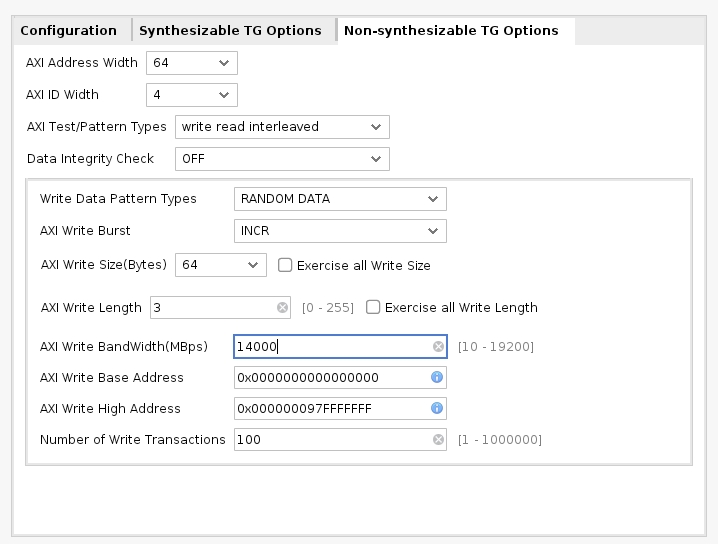 Configuration Synthesizable TG Options Non-synthesizable TG Options
AXI Address Width 64
AXI ID Width 4
AXI Test/Pattern Types write read interleaved
Data Integrity Check OFF
Write Data Pattern Types RANDOM DATA
AXI Write Burst INCR
AXI Write Size(Bytes) 64 Exercise all Write Size
AXI Write Length 3 [0 - 255] Exercise all Write Length
AXI Write BandWidth(MBps) 14000 [10 - 19200]
AXI Write Base Address 0x0000000000000000
AXI Write High Address 0x000000097FFFFFFF
Number of Write Transactions 100 [1 - 1000000]